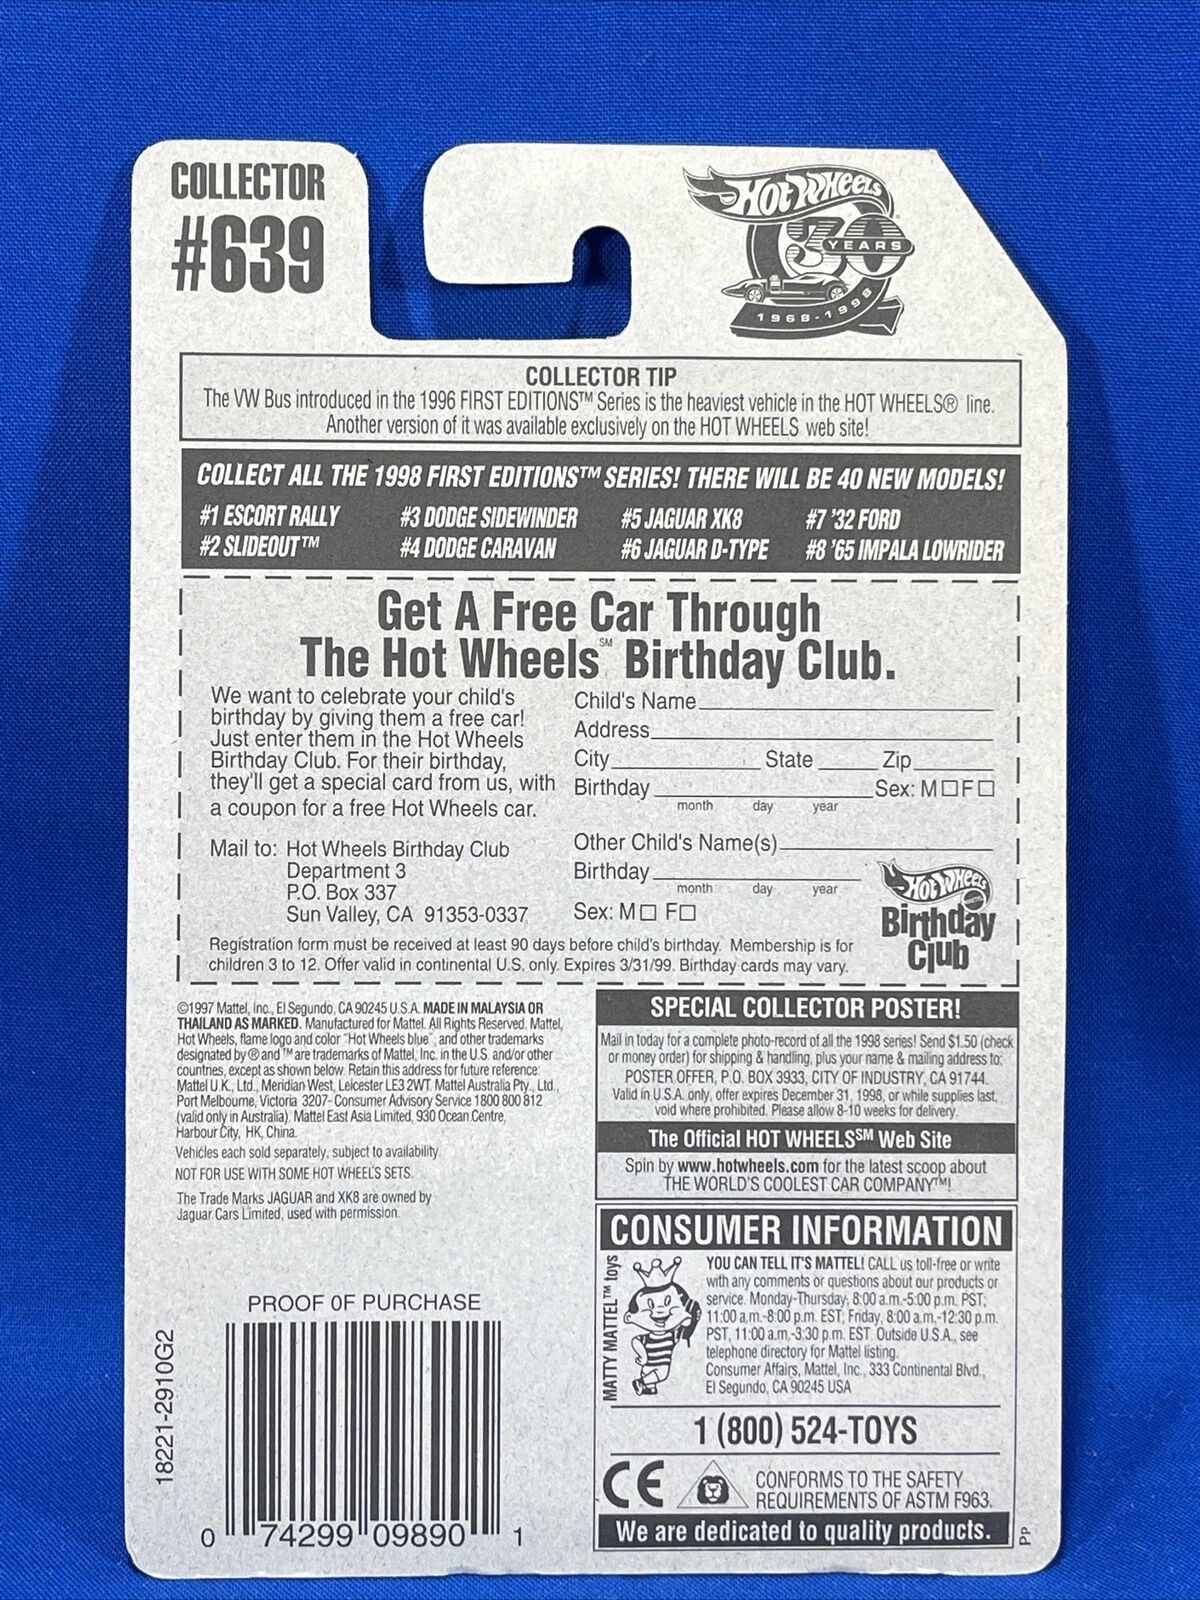 COLLECTOR
#639
HOT WHEELS
30
YEARS
1968-1998
COLLECTOR TIP
The VW Bus introduced in the 1996 FIRST EDITIONS™ Series is the heaviest vehicle in the HOT WHEELS® line.
Another version of it was available exclusively on the HOT WHEELS web site!
COLLECT ALL THE 1998 FIRST EDITIONS™ SERIES! THERE WILL BE 40 NEW MODELS!
#1 ESCORT RALLY #3 DODGE SIDEWINDER #5 JAGUAR XK8 #7 '32 FORD
#2 SLIDEOUT™ #4 DODGE CARAVAN #6 JAGUAR D-TYPE #8 '65 IMPALA LOWRIDER
Get A Free Car Through
The Hot Wheels℠ Birthday Club.
We want to celebrate your child's
birthday by giving them a free car!
Just enter them in the Hot Wheels
Birthday Club. For their birthday,
they'll get a special card from us, with
a coupon for a free Hot Wheels car.
Mail to: Hot Wheels Birthday Club
Department 3
P.O. Box 337
Sun Valley, CA 91353-0337
Child's Name
Address
City State Zip
Birthday Sex: M☐ F☐
month day year
Other Child's Name(s)
Birthday
month day year
Sex: M☐ F☐
HOT WHEELS
MATTEL
Birthday
Club
Registration form must be received at least 90 days before child's birthday. Membership is for
children 3 to 12. Offer valid in continental U.S. only. Expires 3/31/99. Birthday cards may vary.
©1997 Mattel, Inc., El Segundo, CA 90245 U.S.A. MADE IN MALAYSIA OR
THAILAND AS MARKED. Manufactured for Mattel. All Rights Reserved. Mattel,
Hot Wheels, flame logo and color "Hot Wheels blue", and other trademarks
designated by ® and ™ are trademarks of Mattel, Inc. in the U.S. and/or other
countries, except as shown below. Retain this address for future reference:
Mattel U.K., Ltd., Meridian West, Leicester LE3 2WT. Mattel Australia Pty., Ltd.,
Port Melbourne, Victoria 3207- Consumer Advisory Service 1800 800 812
(valid only in Australia). Mattel East Asia Limited, 930 Ocean Centre,
Harbour City, HK, China.
Vehicles each sold separately, subject to availability.
NOT FOR USE WITH SOME HOT WHEELS SETS.
The Trade Marks JAGUAR and XK8 are owned by
Jaguar Cars Limited, used with permission.
PROOF OF PURCHASE
18221-2910G2
0 74299 09890 1
SPECIAL COLLECTOR POSTER!
Mail in today for a complete photo-record of all the 1998 series! Send $1.50 (check
or money order) for shipping & handling, plus your name & mailing address to:
POSTER OFFER, P.O. BOX 3933, CITY OF INDUSTRY, CA 91744.
Valid in U.S.A. only, offer expires December 31, 1998, or while supplies last,
void where prohibited. Please allow 8-10 weeks for delivery.
The Official HOT WHEELS℠ Web Site
Spin by www.hotwheels.com for the latest scoop about
THE WORLD'S COOLEST CAR COMPANY™!
CONSUMER INFORMATION
MATTY MATTEL™ toys
YOU CAN TELL IT'S MATTEL! CALL us toll-free or write
with any comments or questions about our products or
service. Monday-Thursday, 8:00 a.m.-5:00 p.m. PST;
11:00 a.m.-8:00 p.m. EST; Friday, 8:00 a.m.-12:30 p.m.
PST, 11:00 a.m.-3:30 p.m. EST. Outside U.S.A., see
telephone directory for Mattel listing.
Consumer Affairs, Mattel, Inc., 333 Continental Blvd.,
El Segundo, CA 90245 USA
1 (800) 524-TOYS
CE
CONFORMS TO THE SAFETY
REQUIREMENTS OF ASTM F963.
We are dedicated to quality products.
PP